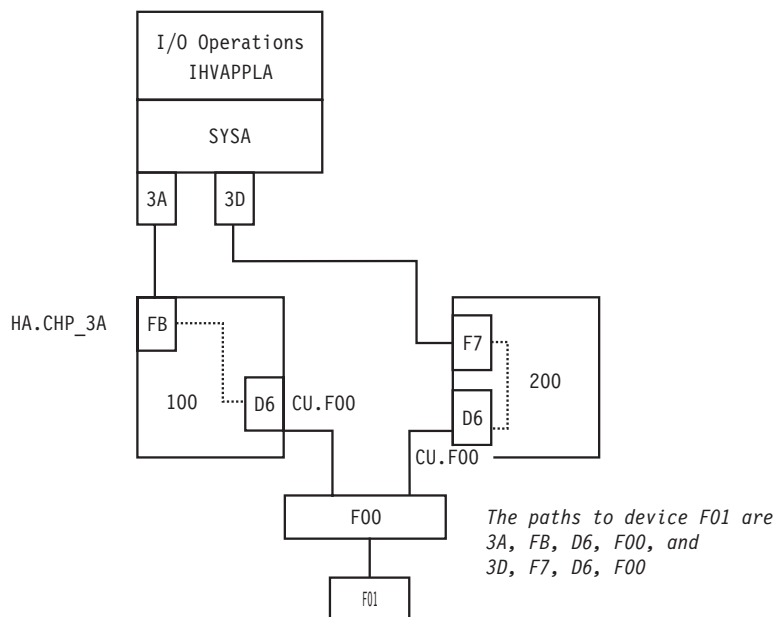 I/O Operations
IHVAPPLA
SYSA
3A
3D
HA.CHP_3A
FB
F7
100
D6
CU.F00
200
D6
CU.F00
F00
The paths to device F01 are
3A, FB, D6, F00, and
3D, F7, D6, F00
F01